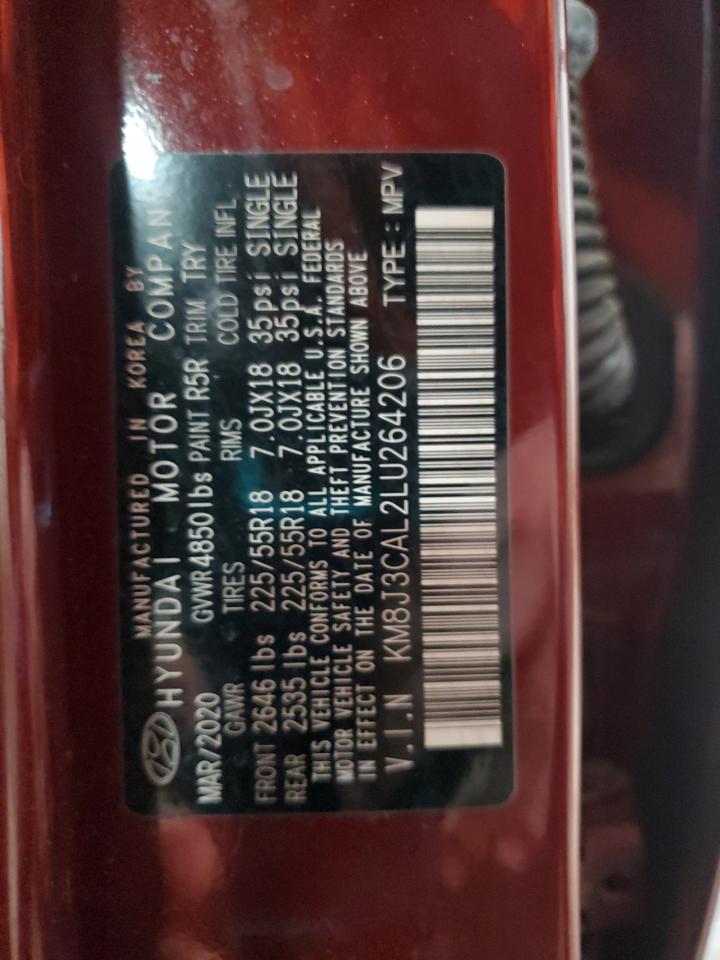 MANUFACTURED IN KOREA BY
HYUNDAI MOTOR COMPANY
MAR/2020 GVWR 4850 lbs PAINT R5R TRIM TRY
GAWR TIRES RIMS COLD TIRE INFL
FRONT 2646 lbs 225/55R18 7.0JX18 35psi SINGLE
REAR 2535 lbs 225/55R18 7.0JX18 35psi SINGLE
THIS VEHICLE CONFORMS TO ALL APPLICABLE U.S.A. FEDERAL
MOTOR VEHICLE SAFETY AND THEFT PREVENTION STANDARDS
IN EFFECT ON THE DATE OF MANUFACTURE SHOWN ABOVE
V.I.N KM8J3CAL2LU264206 TYPE : MPV